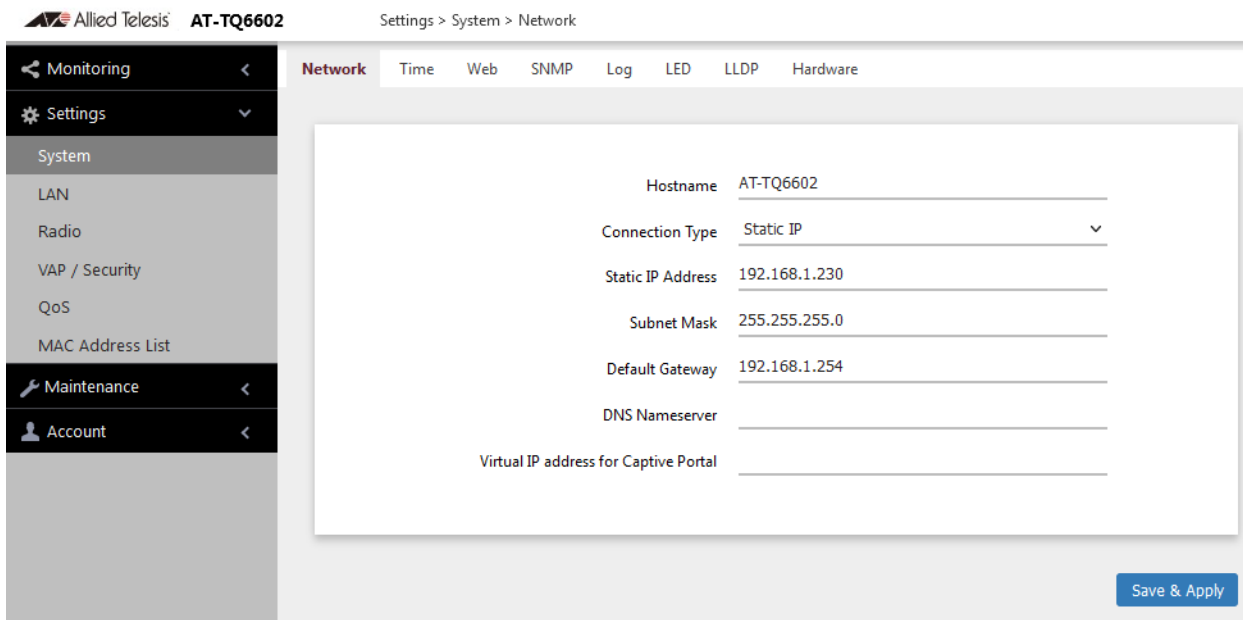 Allied Telesis AT-TQ6602 Settings > System > Network
Monitoring
Network Time Web SNMP Log LED LLDP Hardware
Settings
System
LAN
Radio
VAP / Security
QoS
MAC Address List
Maintenance
Account
Hostname AT-TQ6602
Connection Type Static IP
Static IP Address 192.168.1.230
Subnet Mask 255.255.255.0
Default Gateway 192.168.1.254
DNS Nameserver
Virtual IP address for Captive Portal
Save & Apply